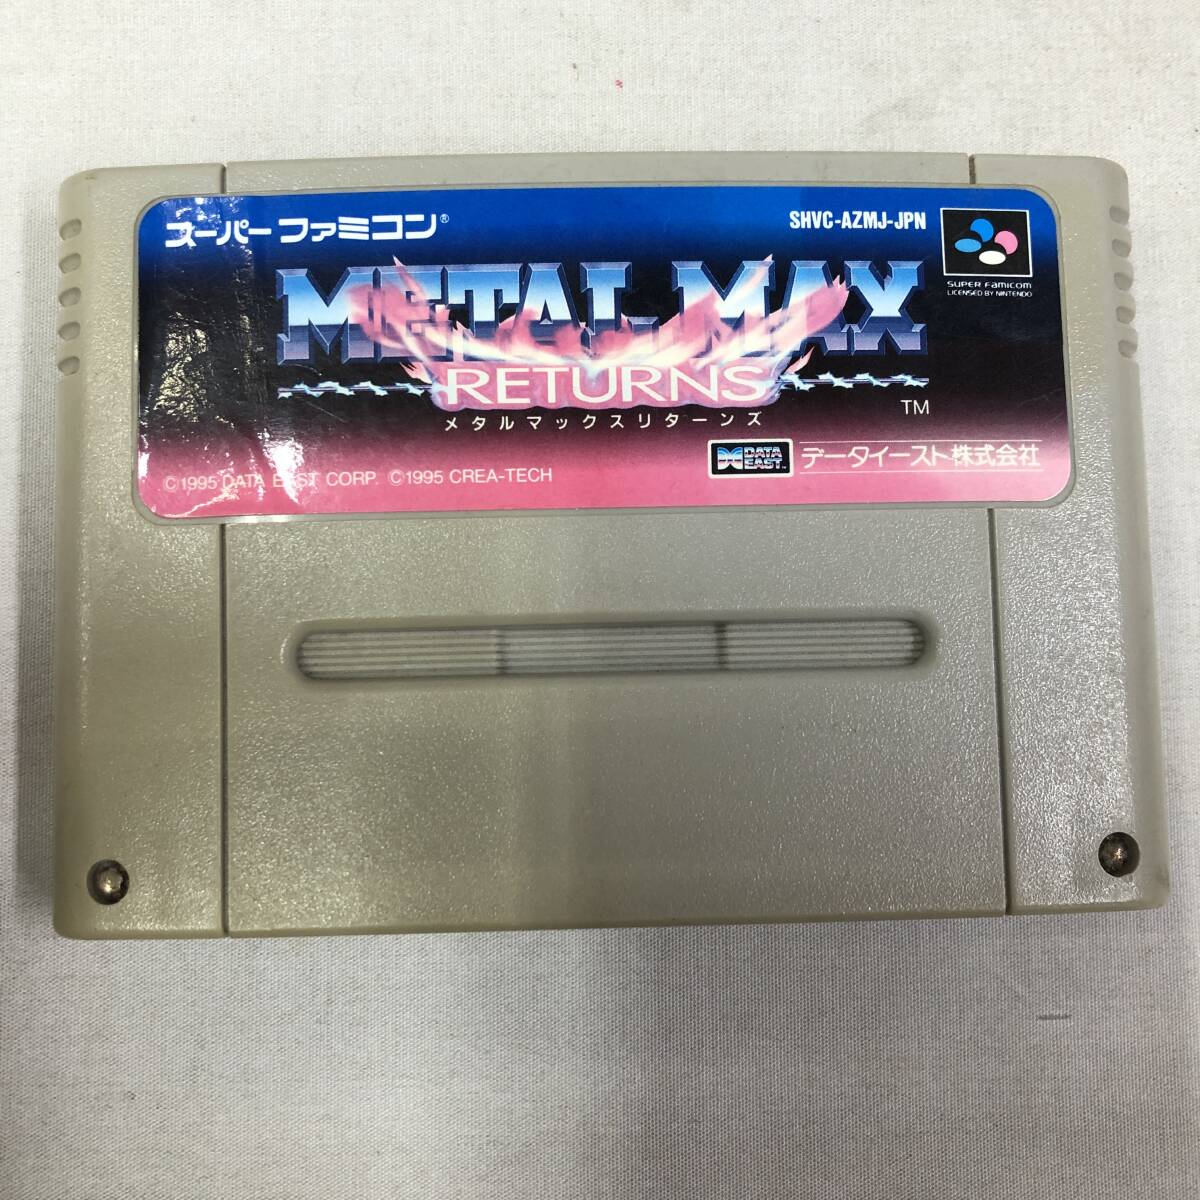 スーパーファミコン®
SHVC-AZMJ-JPN
SUPER FAMICOM
LICENSED BY NINTENDO
METAL MAX
RETURNS
TM
メタルマックスリターンズ
DATA EAST™
データイースト株式会社
©1995 DATA EAST CORP. ©1995 CREA-TECH